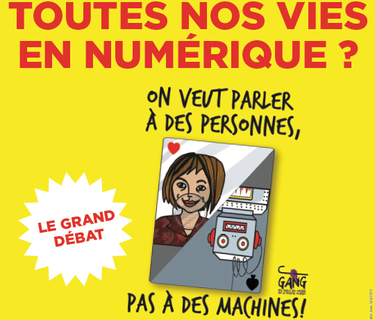 TOUTES NOS VIES
EN NUMÉRIQUE ?
ON VEUT PARLER
À DES PERSONNES,
LE GRAND
DÉBAT
GANG
PAS À DES MACHINES!